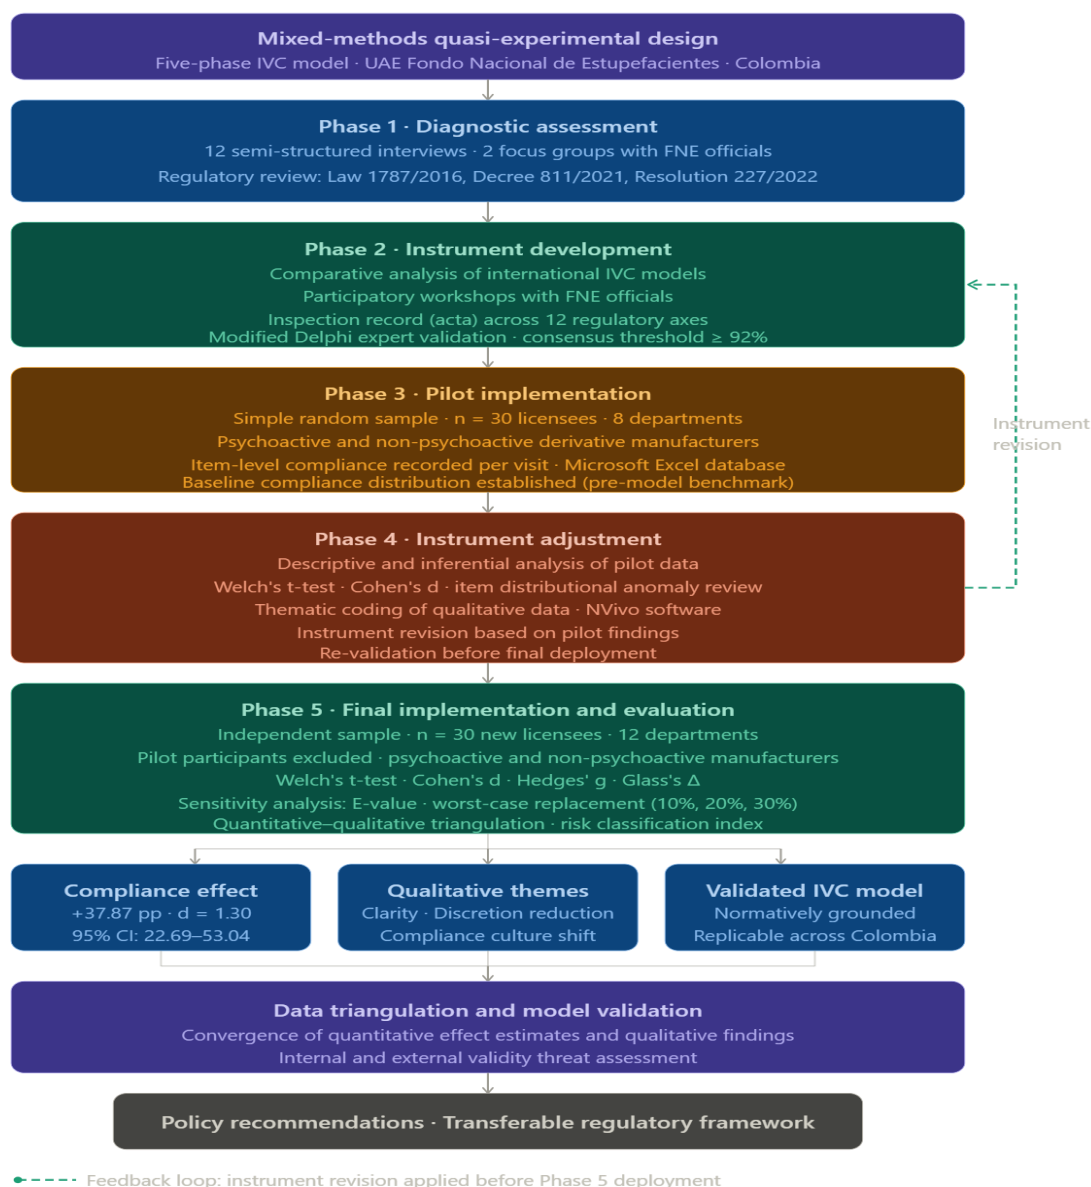 Mixed-methods quasi-experimental design
Five-phase IVC model · UAE Fondo Nacional de Estupefacientes · Colombia
Phase 1 · Diagnostic assessment
12 semi-structured interviews · 2 focus groups with FNE officials
Regulatory review: Law 1787/2016, Decree 811/2021, Resolution 227/2022
Phase 2 · Instrument development
Comparative analysis of international IVC models
Participatory workshops with FNE officials
Inspection record (acta) across 12 regulatory axes
Modified Delphi expert validation · consensus threshold ≥ 92%
Phase 3 · Pilot implementation
Simple random sample · n = 30 licensees · 8 departments
Psychoactive and non-psychoactive derivative manufacturers
Item-level compliance recorded per visit · Microsoft Excel database
Baseline compliance distribution established (pre-model benchmark)
Instrument
revision
Phase 4 · Instrument adjustment
Descriptive and inferential analysis of pilot data
Welch's t-test · Cohen's d · item distributional anomaly review
Thematic coding of qualitative data · NVivo software
Instrument revision based on pilot findings
Re-validation before final deployment
Phase 5 · Final implementation and evaluation
Independent sample · n = 30 new licensees · 12 departments
Pilot participants excluded · psychoactive and non-psychoactive manufacturers
Welch's t-test · Cohen's d · Hedges' g · Glass's Δ
Sensitivity analysis: E-value · worst-case replacement (10%, 20%, 30%)
Quantitative–qualitative triangulation · risk classification index
Compliance effect
+37.87 pp · d = 1.30
95% CI: 22.69–53.04
Qualitative themes
Clarity · Discretion reduction
Compliance culture shift
Validated IVC model
Normatively grounded
Replicable across Colombia
Data triangulation and model validation
Convergence of quantitative effect estimates and qualitative findings
Internal and external validity threat assessment
Policy recommendations · Transferable regulatory framework
Feedback loop: instrument revision applied before Phase 5 deployment